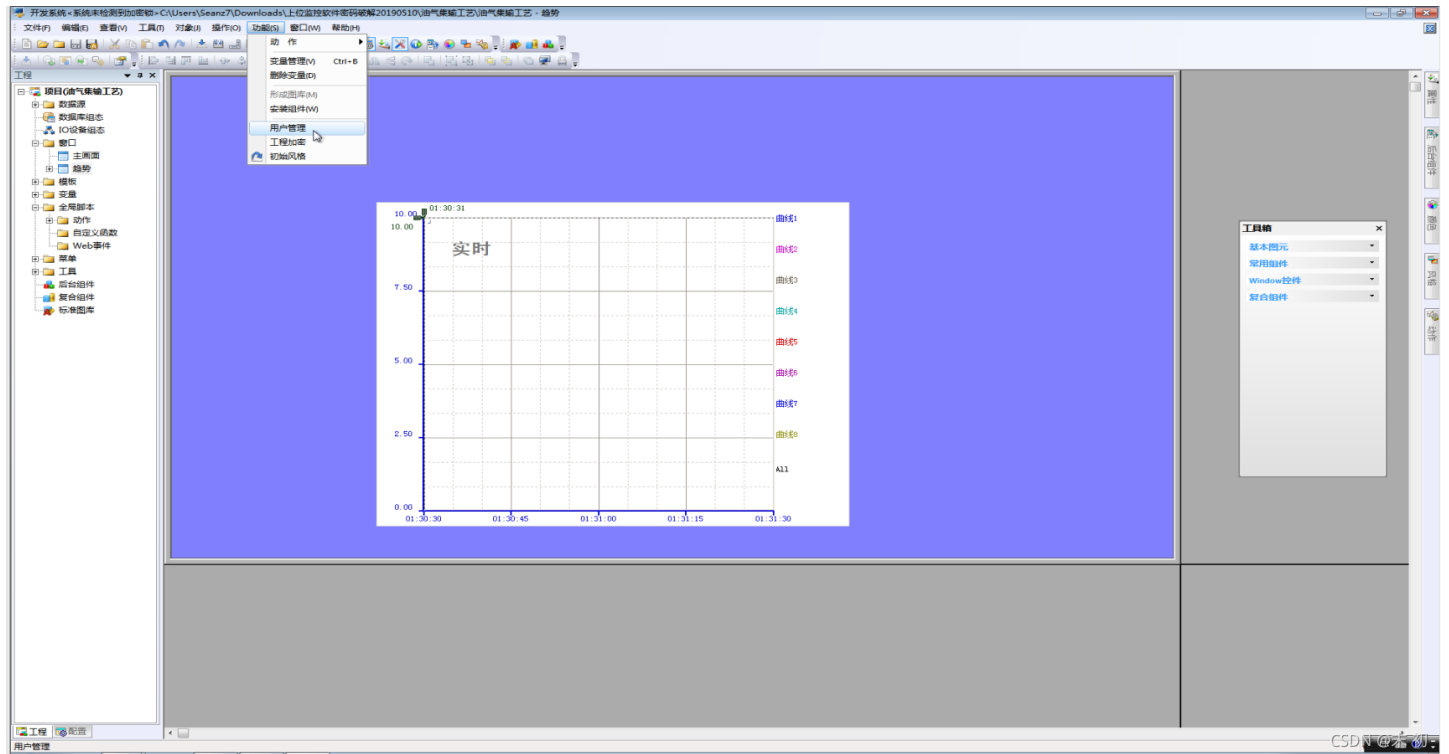 开发系统<系统未检测到加密锁>C:\Users\Seanz7\Downloads\上位监控软件密码破解20190510\油气集输工艺\油气集输工艺 - 趋势
文件(F) 编辑(E) 查看(V) 工具(T) 对象(J) 操作(O) 功能(S) 窗口(W) 帮助(H)
动 作
变量管理(V) Ctrl+B
删除变量(D)
形成图库(M)
安装组件(W)
用户管理
工程加密
初始风格
工程
项目(油气集输工艺)
数据源
数据库组态
IO设备组态
窗口
主画面
趋势
模板
变量
全局脚本
动作
自定义函数
Web事件
菜单
工具
后台组件
复合组件
标准图库
01:30:31
10.00
10.00
实时
7.50
5.00
2.50
0.00
01:30:30 01:30:45 01:31:00 01:31:15 01:31:30
曲线1
曲线2
曲线3
曲线4
曲线5
曲线6
曲线7
曲线8
All
工具箱
基本图元
常用组件
Window控件
复合组件
属性
后台组件
颜色
风格
动作
工程 配置
用户管理